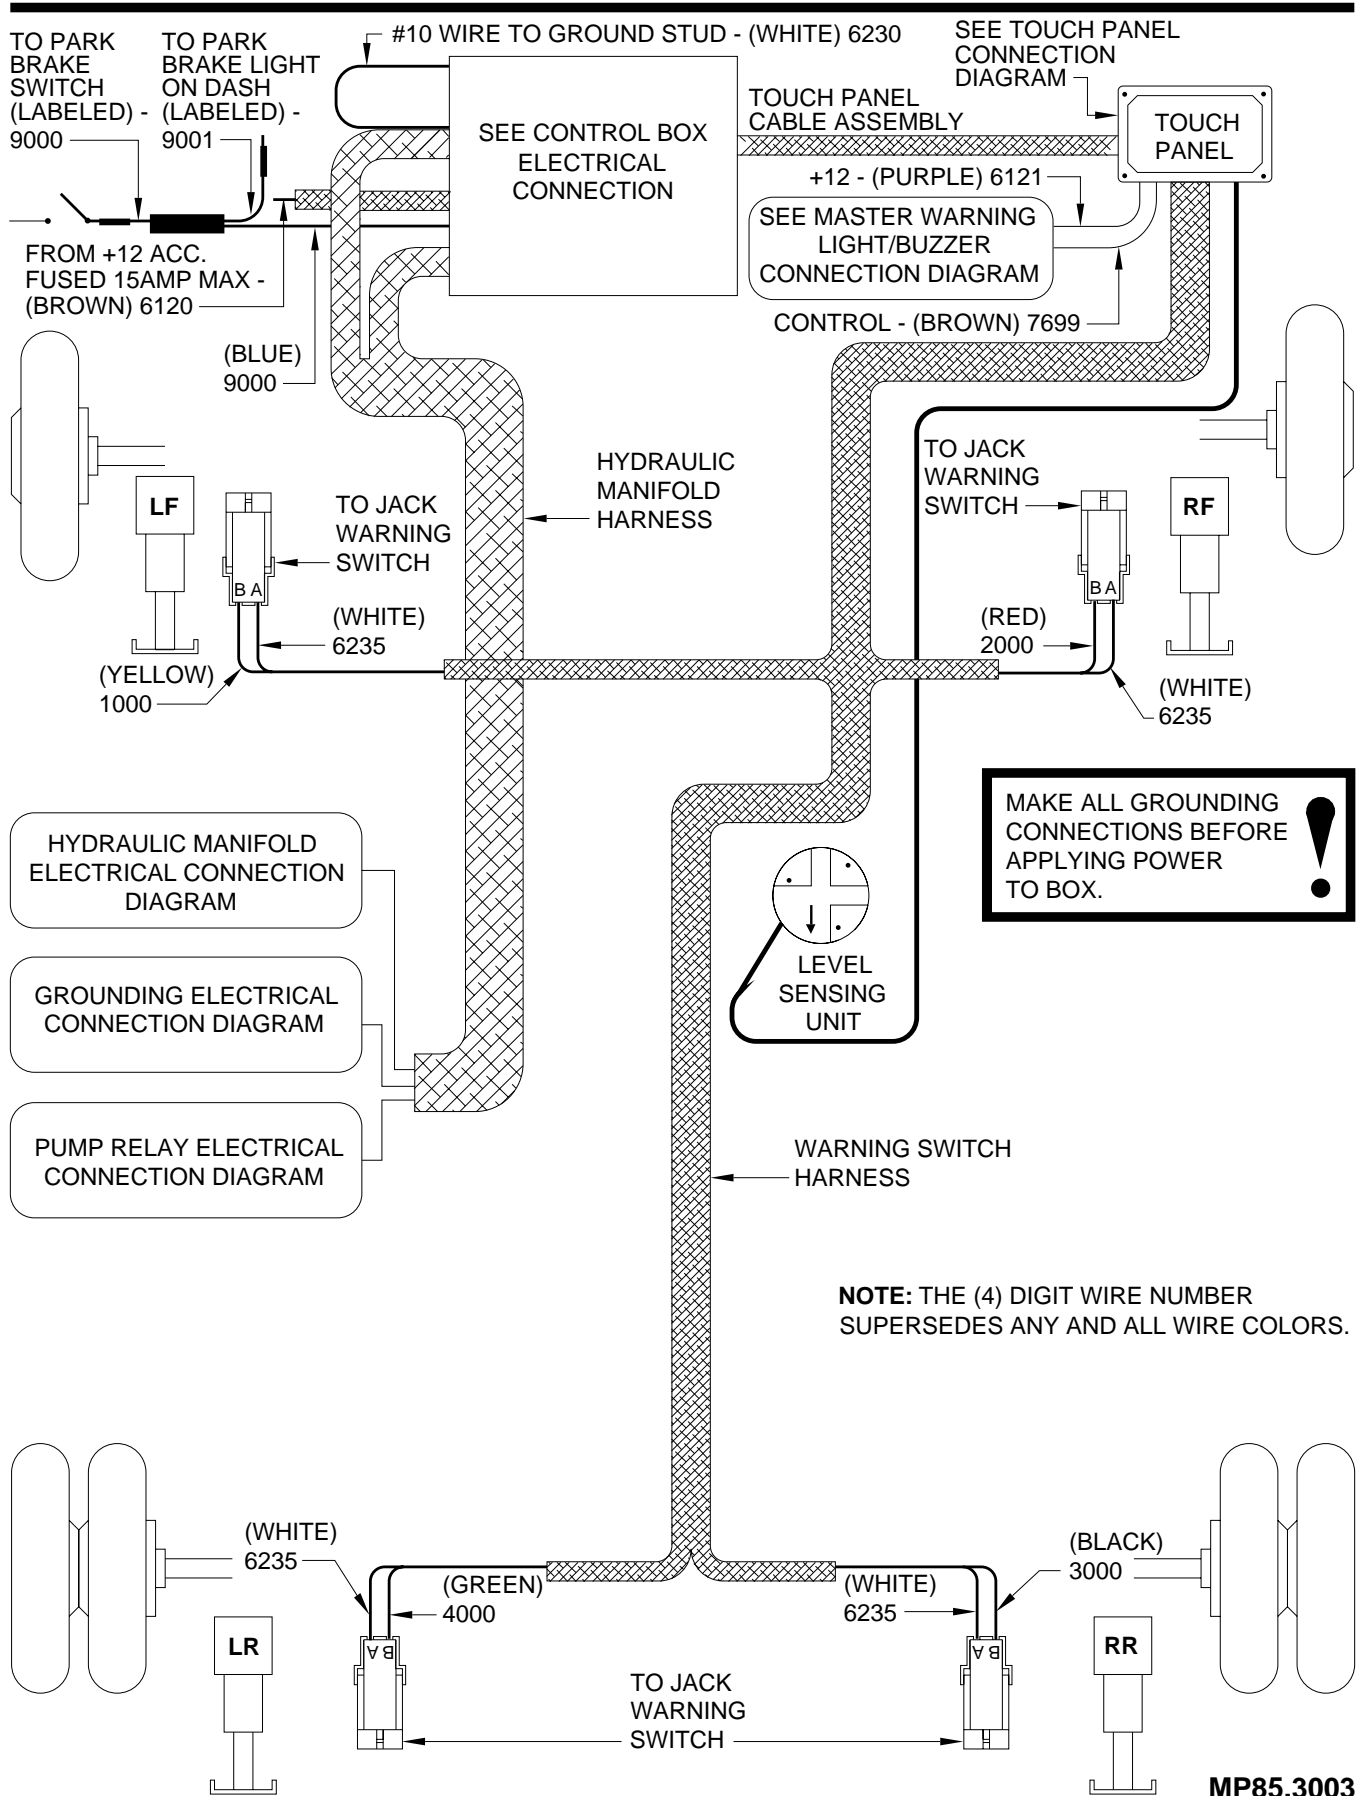 TO PARK
BRAKE
SWITCH
(LABELED) -
9000
TO PARK
BRAKE LIGHT
ON DASH
(LABELED) -
9001
#10 WIRE TO GROUND STUD - (WHITE) 6230
SEE TOUCH PANEL
CONNECTION
DIAGRAM
SEE CONTROL BOX
ELECTRICAL
CONNECTION
TOUCH PANEL
CABLE ASSEMBLY
TOUCH
PANEL
+12 - (PURPLE) 6121
SEE MASTER WARNING
LIGHT/BUZZER
CONNECTION DIAGRAM
CONTROL - (BROWN) 7699
FROM +12 ACC.
FUSED 15AMP MAX -
(BROWN) 6120
(BLUE)
9000
HYDRAULIC
MANIFOLD
HARNESS
LF
TO JACK
WARNING
SWITCH
B A
(WHITE)
6235
(YELLOW)
1000
TO JACK
WARNING
SWITCH
RF
B A
(RED)
2000
(WHITE)
6235
MAKE ALL GROUNDING
CONNECTIONS BEFORE
APPLYING POWER
TO BOX.
!
HYDRAULIC MANIFOLD
ELECTRICAL CONNECTION
DIAGRAM
GROUNDING ELECTRICAL
CONNECTION DIAGRAM
PUMP RELAY ELECTRICAL
CONNECTION DIAGRAM
LEVEL
SENSING
UNIT
WARNING SWITCH
HARNESS
NOTE: THE (4) DIGIT WIRE NUMBER
SUPERSEDES ANY AND ALL WIRE COLORS.
(WHITE)
6235
(GREEN)
4000
(WHITE)
6235
(BLACK)
3000
LR
B A
B A
RR
TO JACK
WARNING
SWITCH
MP85.3003